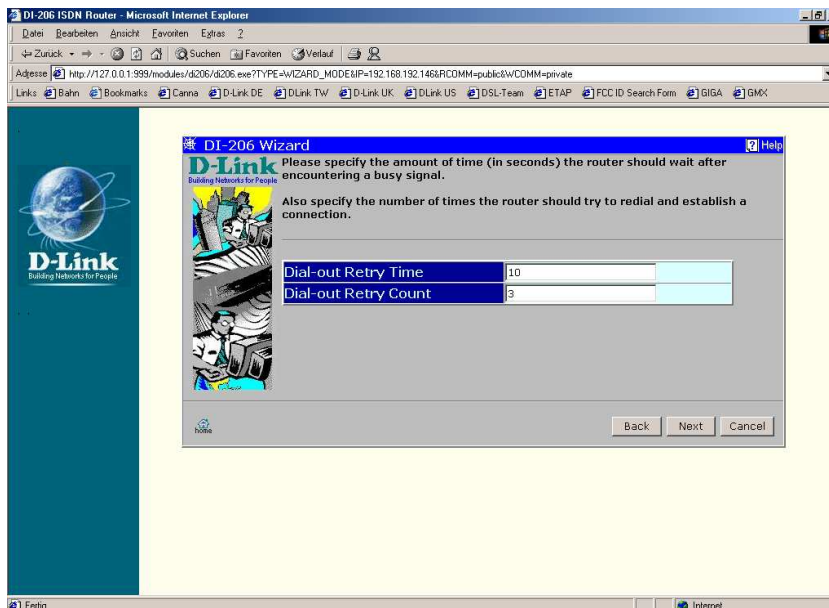 DI-206 ISDN Router - Microsoft Internet Explorer
Datei Bearbeiten Ansicht Favoriten Extras ?
Zurück Suchen Favoriten Verlauf
Adresse http://127.0.0.1:999/modules/di206/di206.exe?TYPE=WIZARD_MODE&IP=192.168.192.146&RCOMM=public&WCOMM=private
Links Bahn Bookmarks Canna D-Link DE DLink TW D-Link UK DLink US DSL-Team ETAP FCC ID Search Form GIGA GMX
D-Link
Building Networks for People
DI-206 Wizard ? Help
D-Link
Building Networks for People
Please specify the amount of time (in seconds) the router should wait after
encountering a busy signal.
Also specify the number of times the router should try to redial and establish a
connection.
Dial-out Retry Time 10
Dial-out Retry Count 3
home
Back Next Cancel
Fertig Internet